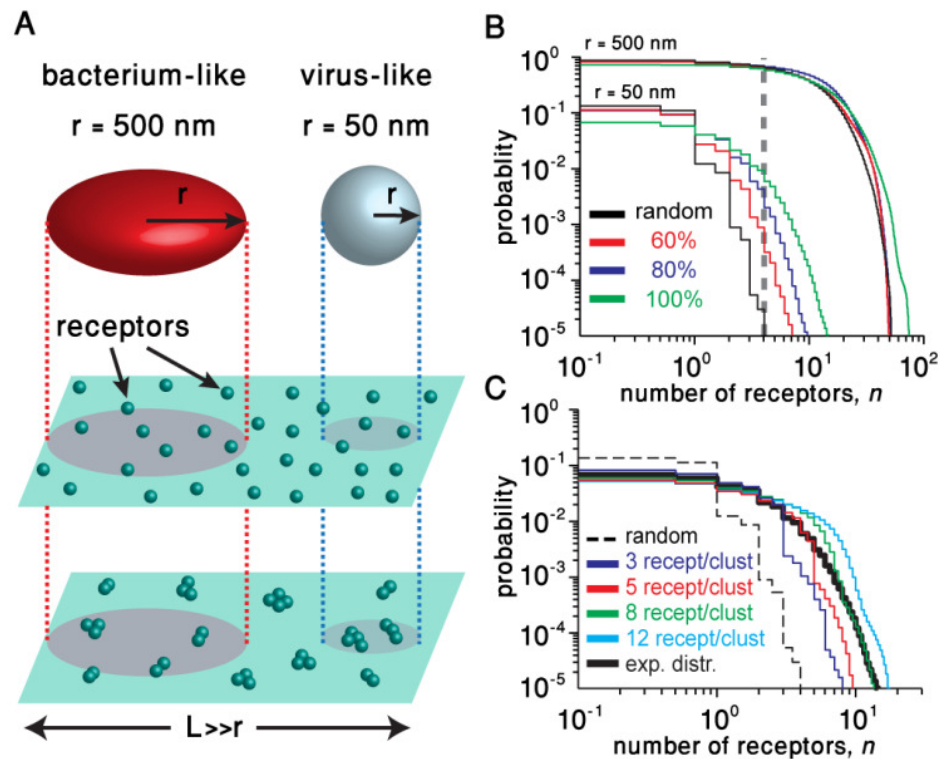 A
bacterium-like
virus-like
r = 500 nm
r = 50 nm
r
r
receptors
L>>r
B
r = 500 nm
r = 50 nm
10^0
10^-1
10^-2
10^-3
10^-4
10^-5
probablity
random
60%
80%
100%
10^-1
10^0
10^1
10^2
number of receptors, n
C
10^0
10^-1
10^-2
10^-3
10^-4
10^-5
probability
random
3 recept/clust
5 recept/clust
8 recept/clust
12 recept/clust
exp. distr.
10^-1
10^0
10^1
number of receptors, n